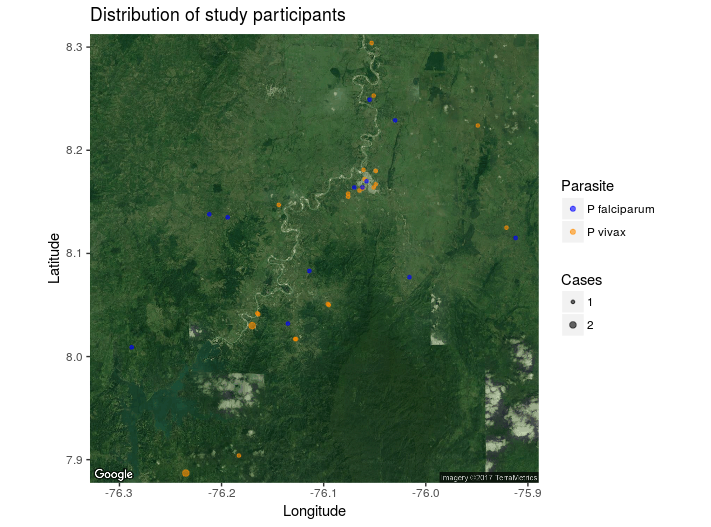 Distribution of study participants
8.3
8.2
8.1
8.0
7.9
Latitude
Google
Imagery ©2017 TerraMetrics
-76.3
-76.2
-76.1
-76.0
-75.9
Longitude
Parasite
P falciparum
P vivax
Cases
1
2